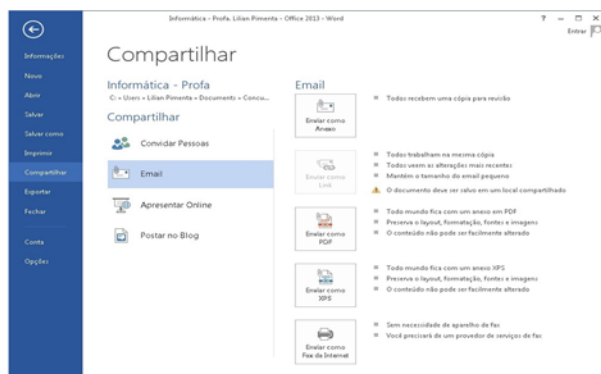 Informática - Profa. Lilian Pimenta - Office 2013 - Word
Entrar
Informações
Novo
Abrir
Salvar
Salvar como
Imprimir
Compartilhar
Exportar
Fechar
Conta
Opções
Compartilhar
Informática - Profa
C: » Users » Lilian Pimenta » Documents » Concu...
Compartilhar
Convidar Pessoas
Email
Apresentar Online
Postar no Blog
Email
Enviar como
Anexo
Todos recebem uma cópia para revisão
Enviar como
Link
Todos trabalham na mesma cópia
Todos veem as alterações mais recentes
Mantém o tamanho do email pequeno
O documento deve ser salvo em um local compartilhado
Enviar como
PDF
Todo mundo fica com um anexo em PDF
Preserva o layout, formatação, fontes e imagens
O conteúdo não pode ser facilmente alterado
Enviar como
XPS
Todo mundo fica com um anexo XPS
Preserva o layout, formatação, fontes e imagens
O conteúdo não pode ser facilmente alterado
Enviar como
Fax da Internet
Sem necessidade de aparelho de fax
Você precisará de um provedor de serviços de fax